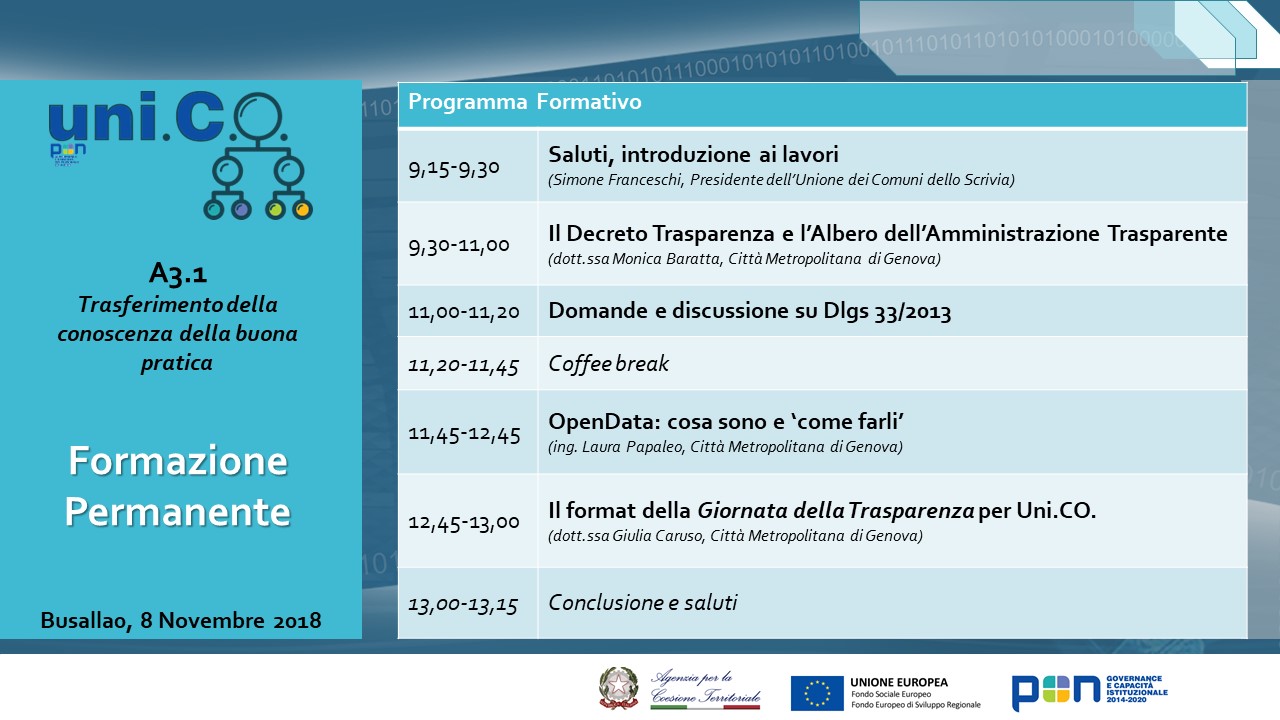 uni.C.O.
pon
A3.1
Trasferimento della
conoscenza della buona
pratica
Formazione
Permanente
Busallao, 8 Novembre 2018
Programma Formativo
9,15-9,30
Saluti, introduzione ai lavori
(Simone Franceschi, Presidente dell’Unione dei Comuni dello Scrivia)
9,30-11,00
Il Decreto Trasparenza e l’Albero dell’Amministrazione Trasparente
(dott.ssa Monica Baratta, Città Metropolitana di Genova)
11,00-11,20
Domande e discussione su Dlgs 33/2013
11,20-11,45
Coffee break
11,45-12,45
OpenData: cosa sono e ‘come farli’
(ing. Laura Papaleo, Città Metropolitana di Genova)
12,45-13,00
Il format della Giornata della Trasparenza per Uni.CO.
(dott.ssa Giulia Caruso, Città Metropolitana di Genova)
13,00-13,15
Conclusione e saluti
Agenzia per la
Coesione Territoriale
UNIONE EUROPEA
Fondo Sociale Europeo
Fondo Europeo di Sviluppo Regionale
pon
GOVERNANCE
E CAPACITÀ
ISTITUZIONALE
2014-2020